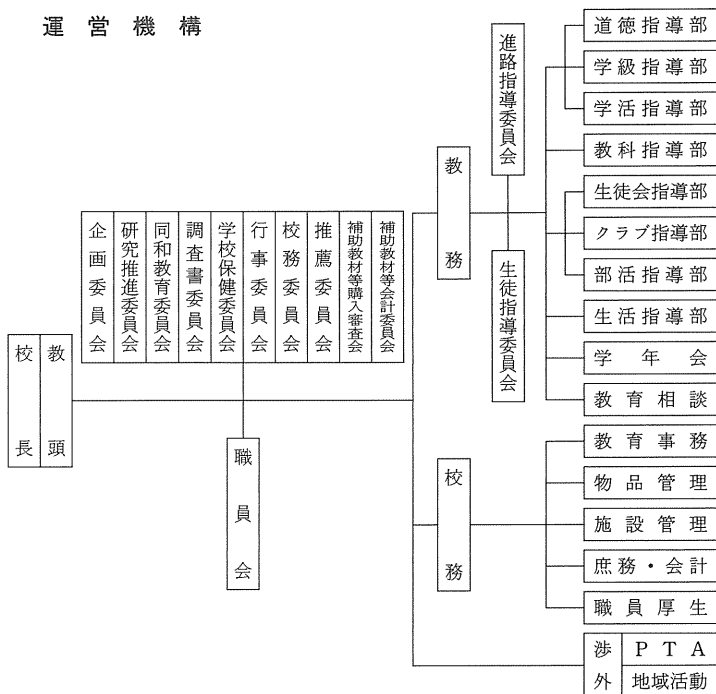 運営機構
校長
教頭
企画委員会
研究推進委員会
同和教育委員会
調査書委員会
学校保健委員会
行事委員会
校務委員会
推薦委員会
補助教材等購入審査会
補助教材等会計委員会
職員会
教務
進路指導委員会
生徒指導委員会
道徳指導部
学級指導部
学活指導部
教科指導部
生徒会指導部
クラブ指導部
部活指導部
生活指導部
学年会
教育相談
校務
教育事務
物品管理
施設管理
庶務・会計
職員厚生
渉外
PTA
地域活動